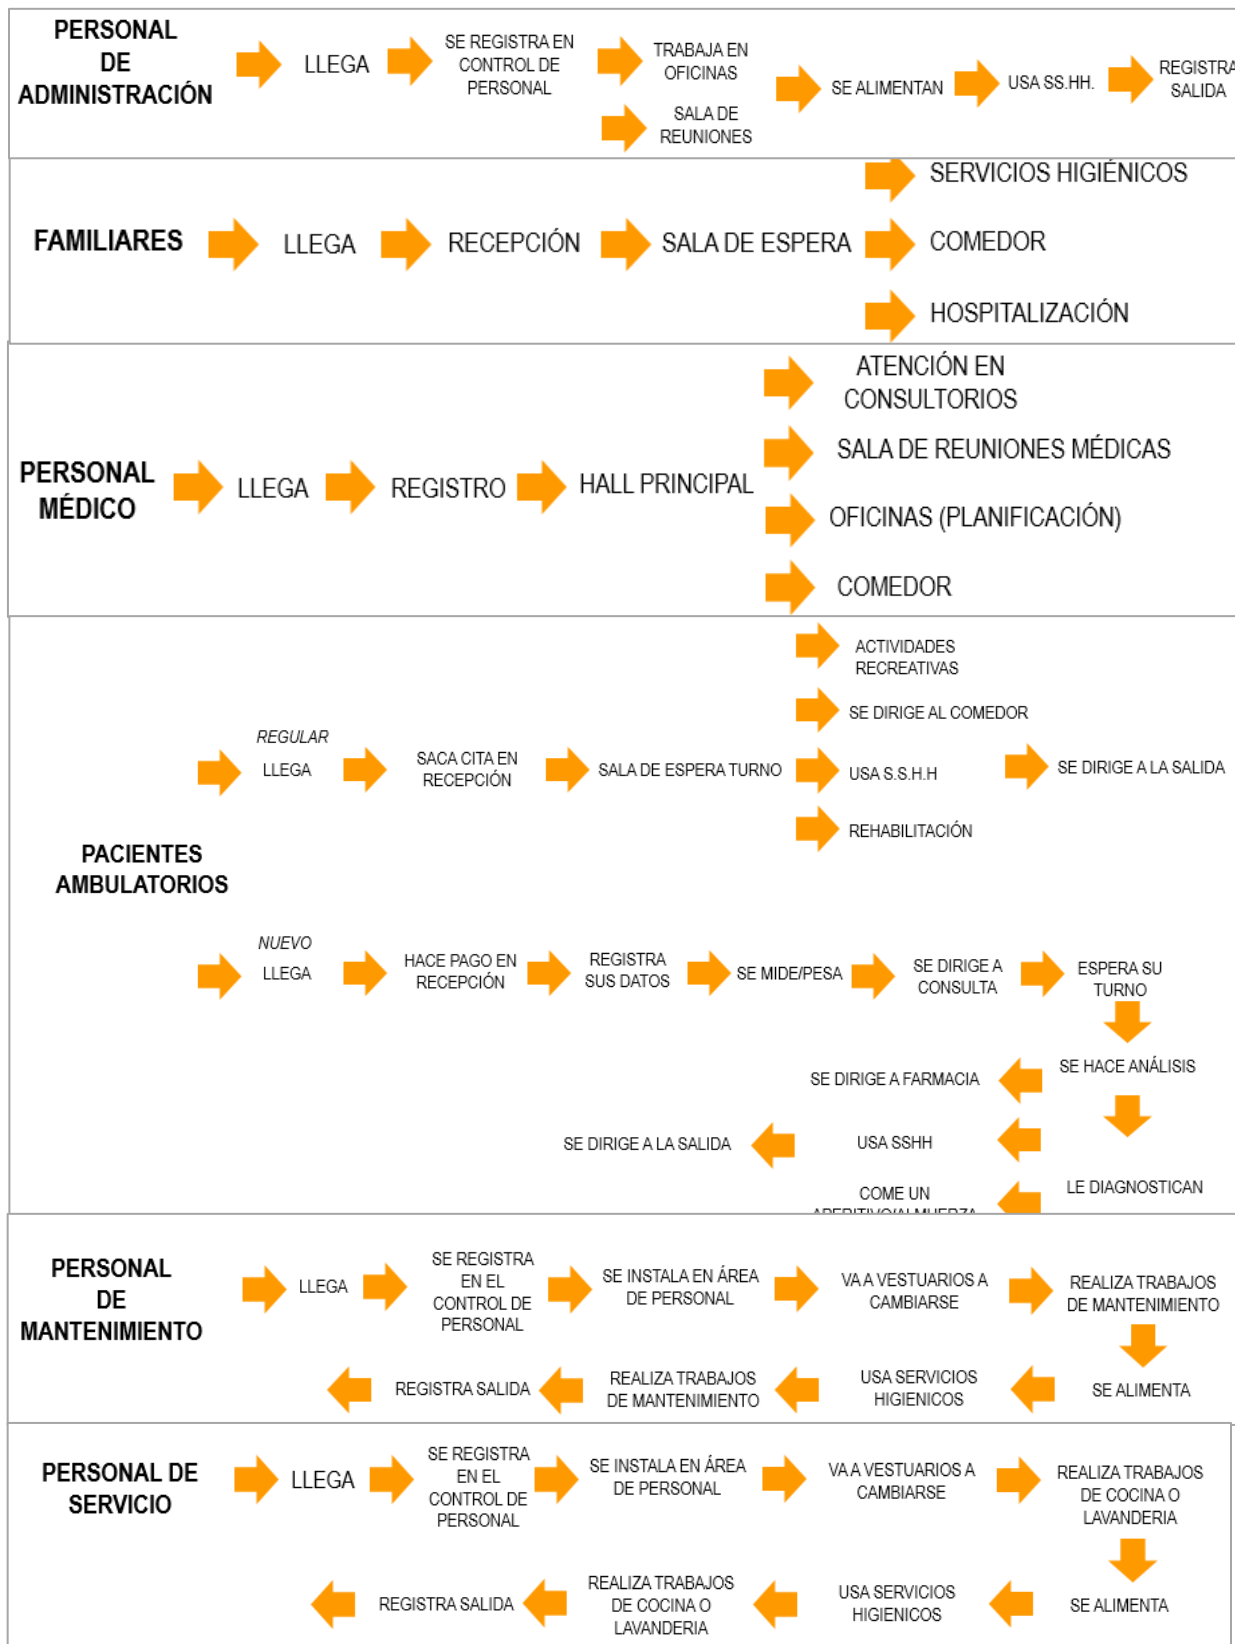 PERSONAL
DE
ADMINISTRACIÓN
LLEGA
SE REGISTRA EN
CONTROL DE
PERSONAL
TRABAJA EN
OFICINAS
SALA DE
REUNIONES
SE ALIMENTAN
USA SS.HH.
REGISTRA
SALIDA
FAMILIARES
LLEGA
RECEPCIÓN
SALA DE ESPERA
SERVICIOS HIGIÉNICOS
COMEDOR
HOSPITALIZACIÓN
PERSONAL
MÉDICO
LLEGA
REGISTRO
HALL PRINCIPAL
ATENCIÓN EN
CONSULTORIOS
SALA DE REUNIONES MÉDICAS
OFICINAS (PLANIFICACIÓN)
COMEDOR
PACIENTES
AMBULATORIOS
REGULAR
LLEGA
SACA CITA EN
RECEPCIÓN
SALA DE ESPERA TURNO
ACTIVIDADES
RECREATIVAS
SE DIRIGE AL COMEDOR
USA S.S.H.H
REHABILITACIÓN
SE DIRIGE A LA SALIDA
NUEVO
LLEGA
HACE PAGO EN
RECEPCIÓN
REGISTRA
SUS DATOS
SE MIDE/PESA
SE DIRIGE A
CONSULTA
ESPERA SU
TURNO
SE HACE ANÁLISIS
LE DIAGNOSTICAN
SE DIRIGE A FARMACIA
USA SSHH
COME UN
APERITIVO/ALMUERZA
SE DIRIGE A LA SALIDA
PERSONAL
DE
MANTENIMIENTO
LLEGA
SE REGISTRA
EN EL
CONTROL DE
PERSONAL
SE INSTALA EN ÁREA
DE PERSONAL
VA A VESTUARIOS A
CAMBIARSE
REALIZA TRABAJOS
DE MANTENIMIENTO
SE ALIMENTA
USA SERVICIOS
HIGIENICOS
REALIZA TRABAJOS
DE MANTENIMIENTO
REGISTRA SALIDA
PERSONAL DE
SERVICIO
LLEGA
SE REGISTRA
EN EL
CONTROL DE
PERSONAL
SE INSTALA EN ÁREA
DE PERSONAL
VA A VESTUARIOS A
CAMBIARSE
REALIZA TRABAJOS
DE COCINA O
LAVANDERIA
SE ALIMENTA
USA SERVICIOS
HIGIENICOS
REALIZA TRABAJOS
DE COCINA O
LAVANDERIA
REGISTRA SALIDA